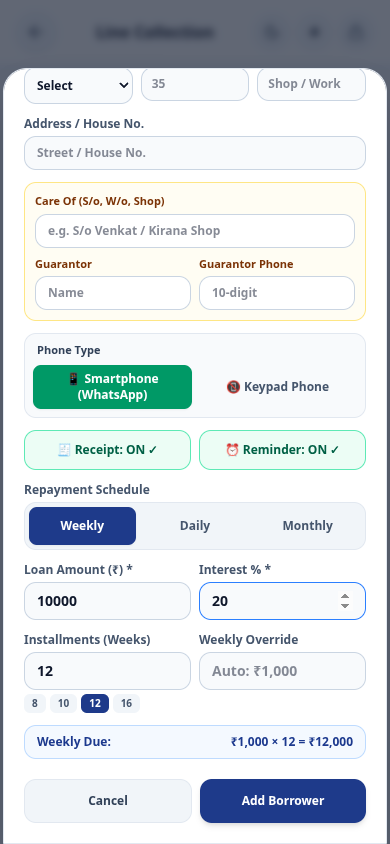 Line Collection
Select
35
Shop / Work
Address / House No.
Street / House No.
Care Of (S/o, W/o, Shop)
e.g. S/o Venkat / Kirana Shop
Guarantor
Guarantor Phone
Name
10-digit
Phone Type
📱 Smartphone
(WhatsApp)
📵 Keypad Phone
🧾 Receipt: ON ✓
⏰ Reminder: ON ✓
Repayment Schedule
Weekly
Daily
Monthly
Loan Amount (₹) *
Interest % *
10000
20
Installments (Weeks)
Weekly Override
12
Auto: ₹1,000
8
10
12
16
Weekly Due:
₹1,000 × 12 = ₹12,000
Cancel
Add Borrower